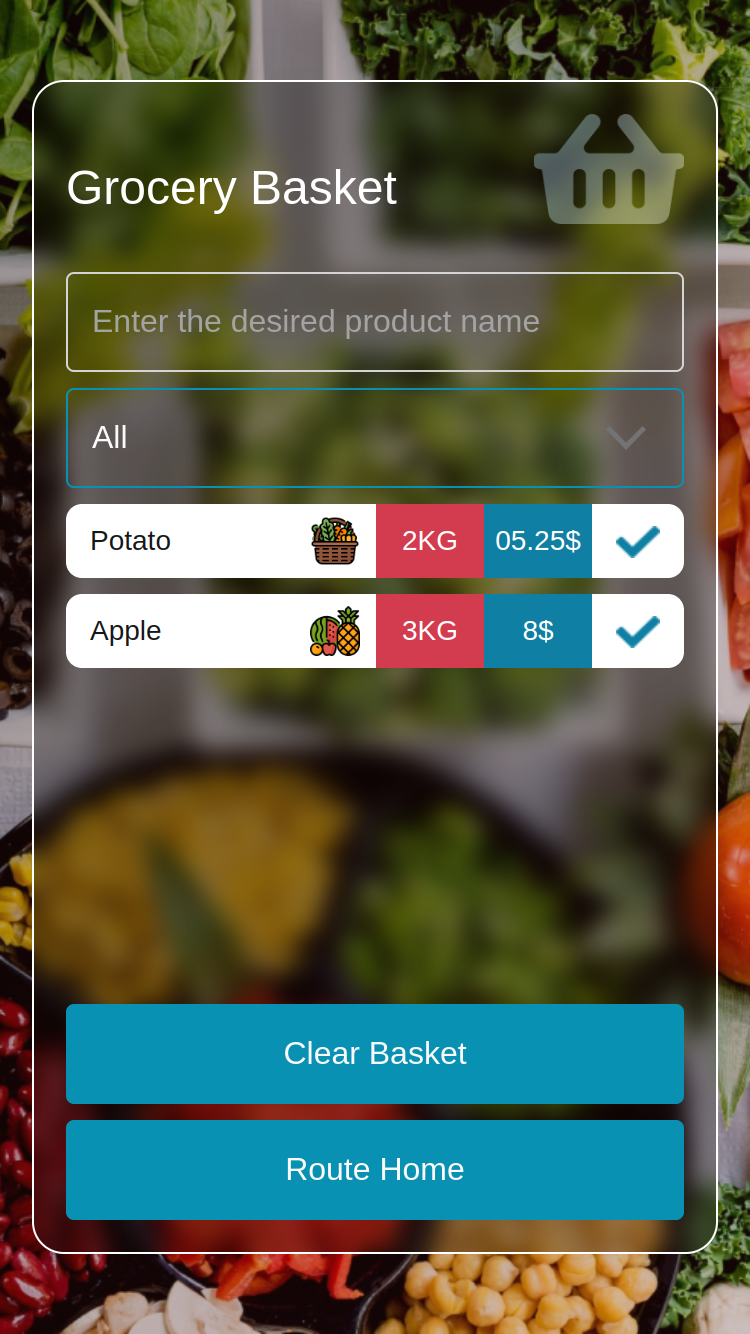 Grocery Basket
Enter the desired product name
All
Potato 2KG 05.25$
Apple 3KG 8$
Clear Basket
Route Home